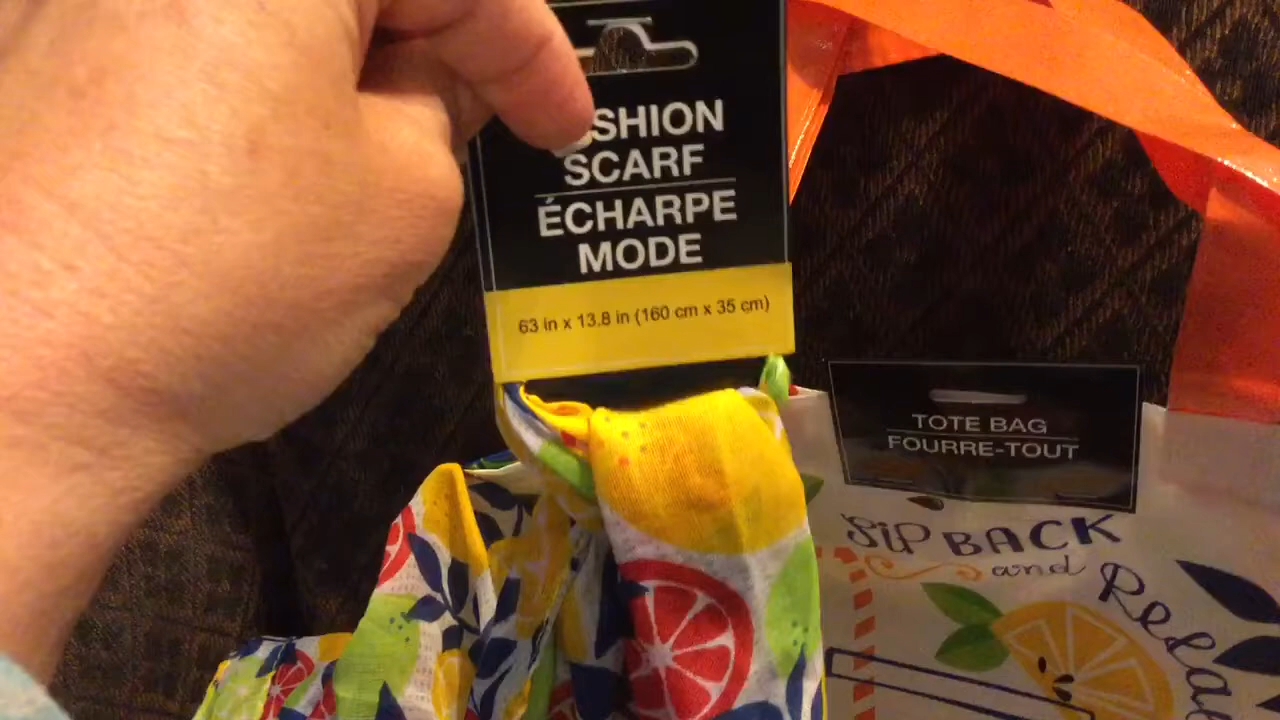 SHION
SCARF
ÉCHARPE
MODE
63 in x 13.8 in (160 cm x 35 cm)
TOTE BAG
FOURRE-TOUT
SIP BACK
and
Rela